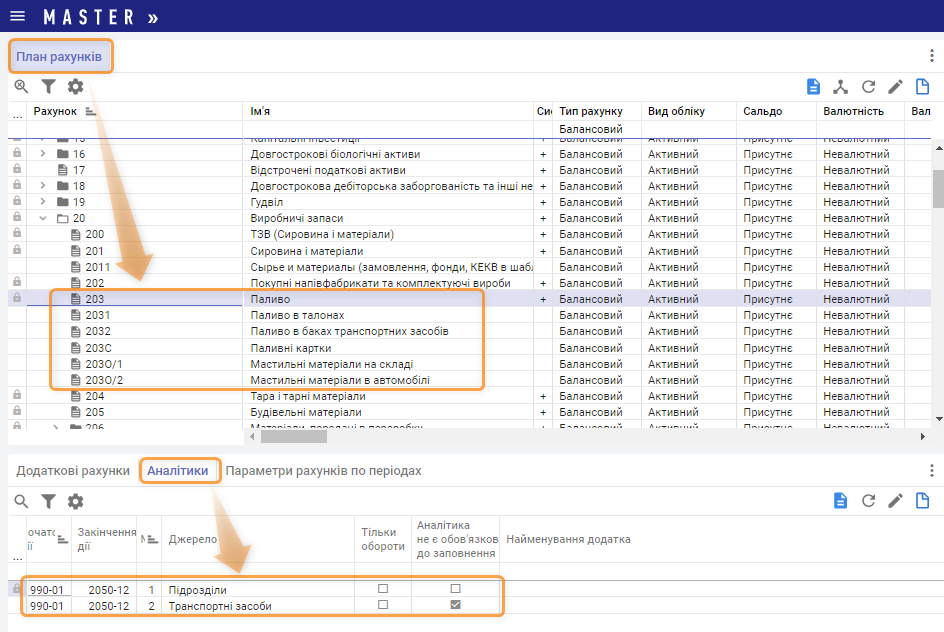 MASTER »
План рахунків
... Рахунок Ім'я Сис Тип рахунку Вид обліку Сальдо Валютність Вал
Балансовий
15 Капітальні інвестиції + Балансовий Активний Присутнє Невалютний
16 Довгострокові біологічні активи + Балансовий Активний Присутнє Невалютний
17 Відстрочені податкові активи + Балансовий Активний Присутнє Невалютний
18 Довгострокова дебіторська заборгованість та інші не + Балансовий Активний Присутнє Невалютний
19 Гудвіл + Балансовий Активний Присутнє Невалютний
20 Виробничі запаси + Балансовий Активний Присутнє Невалютний
200 ТЗВ (Сировина і матеріали) + Балансовий Активний Присутнє Невалютний
201 Сировина і матеріали + Балансовий Активний Присутнє Невалютний
2011 Сырье и материалы (замовлення, фонди, КЕКВ в шабл Балансовий Активний Присутнє Невалютний
202 Покупні напівфабрикати та комплектуючі вироби + Балансовий Активний Присутнє Невалютний
203 Паливо + Балансовий Активний Присутнє Невалютний
2031 Паливо в талонах Балансовий Активний Присутнє Невалютний
2032 Паливо в баках транспортних засобів Балансовий Активний Присутнє Невалютний
203С Паливні картки Балансовий Активний Присутнє Невалютний
203О/1 Мастильні матеріали на складі Балансовий Активний Присутнє Невалютний
203О/2 Мастильні матеріали в автомобілі Балансовий Активний Присутнє Невалютний
204 Тара і тарні матеріали + Балансовий Активний Присутнє Невалютний
205 Будівельні матеріали + Балансовий Активний Присутнє Невалютний
206 Матеріали, передані в переробку + Балансовий Активний Присутнє Невалютний
Додаткові рахунки Аналітики Параметри рахунків по періодах
Аналітика
очатс Закінчення Тільки не є обов'язков
ії дії Джерело обороти до заповнення Найменування додатка
...
990-01 2050-12 1 Підрозділи
990-01 2050-12 2 Транспортні засоби